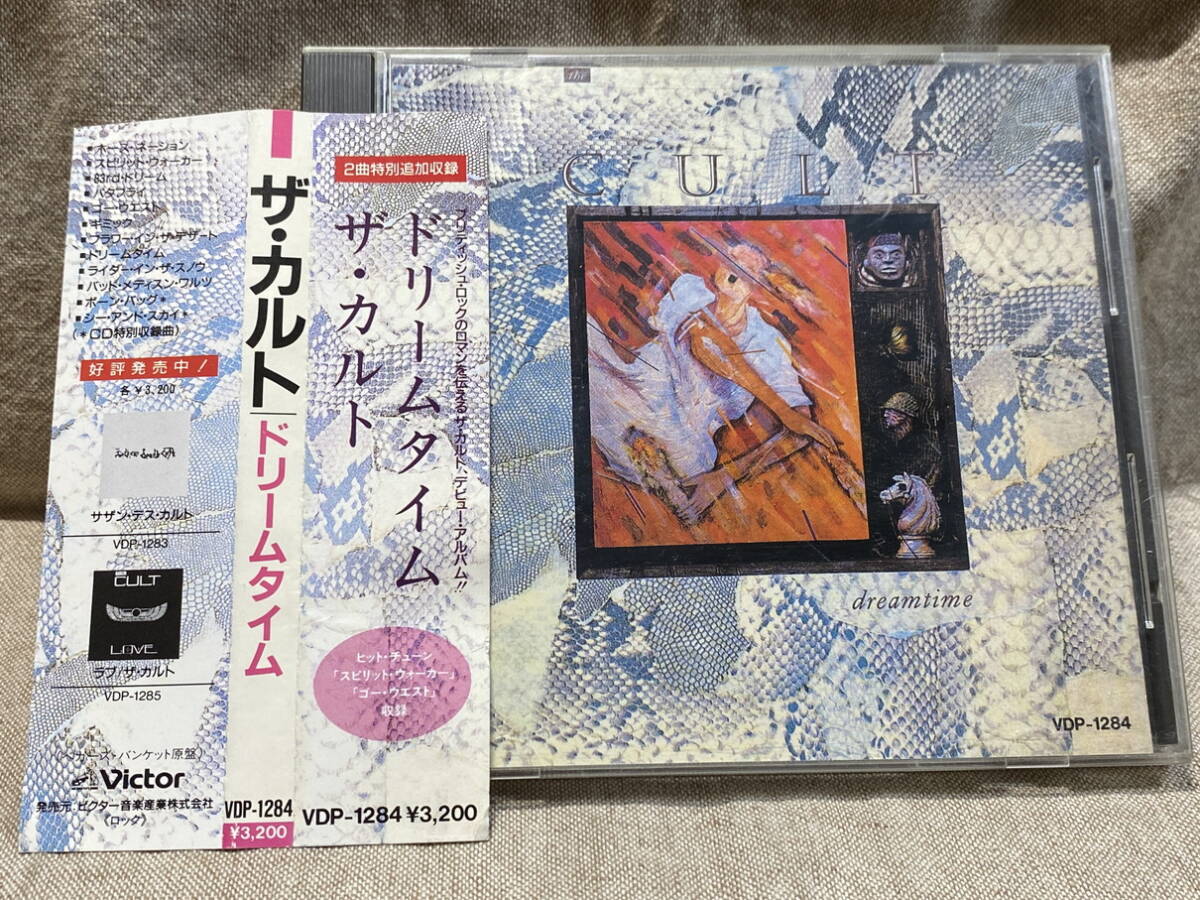 ■ホース・ネーション
■スピリット・ウォーカー
■83rd・ドリーム
■バタフライ
■ゴー・ウエスト
■ギミック
■フラワー・イン・ザ・デザート
■ドリームタイム
■ライダー・イン・ザ・スノウ
■バッド・メディスン・ワルツ
■ボーン・バッグ*
■シー・アンド・スカイ*
(*CD特別収録曲)
好評発売中!
各¥3,200
サザン・デス・カルト
VDP-1283
CULT
LOVE
ラブ/ザ・カルト
VDP-1285
(ベガーズ・バンケット原盤)
Victor
発売元 ビクター音楽産業株式会社
(ロック)
ザ・カルト
ドリームタイム
VDP-1284
¥3,200
2曲特別追加収録
ブリティッシュ・ロックのロマンを伝えるザ・カルト、デビュー・アルバム!!
ドリームタイム
ザ・カルト
ヒット・チューン
「スピリット・ウォーカー」
「ゴー・ウエスト」
収録
VDP-1284 ¥3,200
the
CULT
dreamtime
VDP-1284